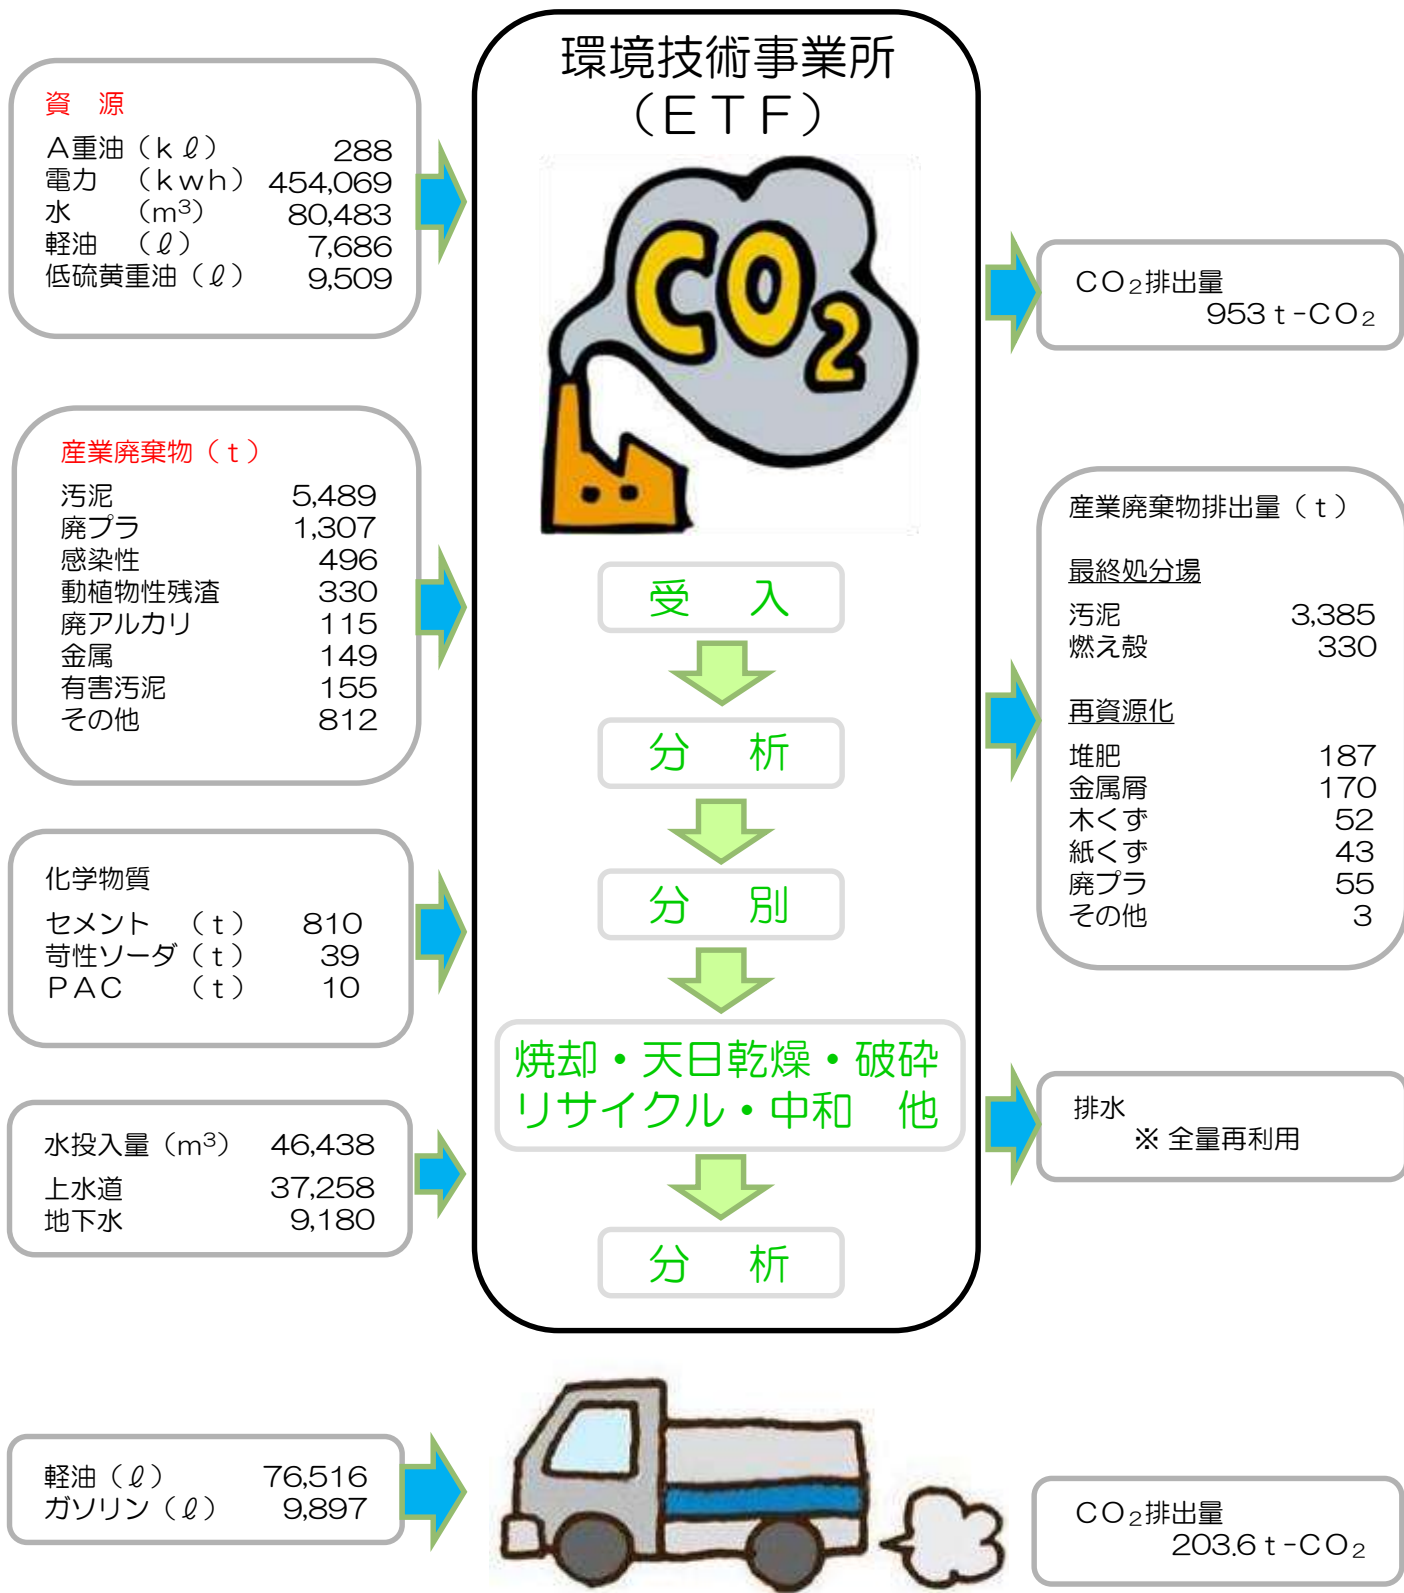 環境技術事業所
（ＥＴＦ）
資　源
Ａ重油（ｋℓ） 288
電力　（ｋｗｈ） 454,069
水　　（m³） 80,483
軽油　（ℓ） 7,686
低硫黄重油（ℓ） 9,509
産業廃棄物（ｔ）
汚泥 5,489
廃プラ 1,307
感染性 496
動植物性残渣 330
廃アルカリ 115
金属 149
有害汚泥 155
その他 812
化学物質
セメント　（ｔ） 810
苛性ソーダ（ｔ） 39
ＰＡＣ　　（ｔ） 10
水投入量（m³） 46,438
上水道 37,258
地下水 9,180
CO2
受　入
分　析
分　別
焼却・天日乾燥・破砕
リサイクル・中和　他
分　析
ＣＯ₂排出量
953ｔ-ＣＯ₂
産業廃棄物排出量（ｔ）
最終処分場
汚泥 3,385
燃え殻 330
再資源化
堆肥 187
金属屑 170
木くず 52
紙くず 43
廃プラ 55
その他 3
排水
※ 全量再利用
軽油（ℓ） 76,516
ガソリン（ℓ） 9,897
ＣＯ₂排出量
203.6ｔ-ＣＯ₂